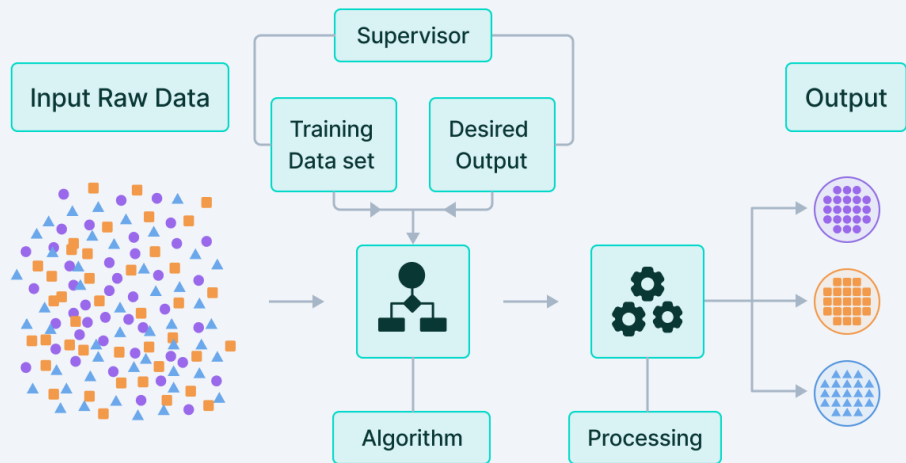 Supervisor
Input Raw Data
Training
Data set
Desired
Output
Output
Algorithm
Processing